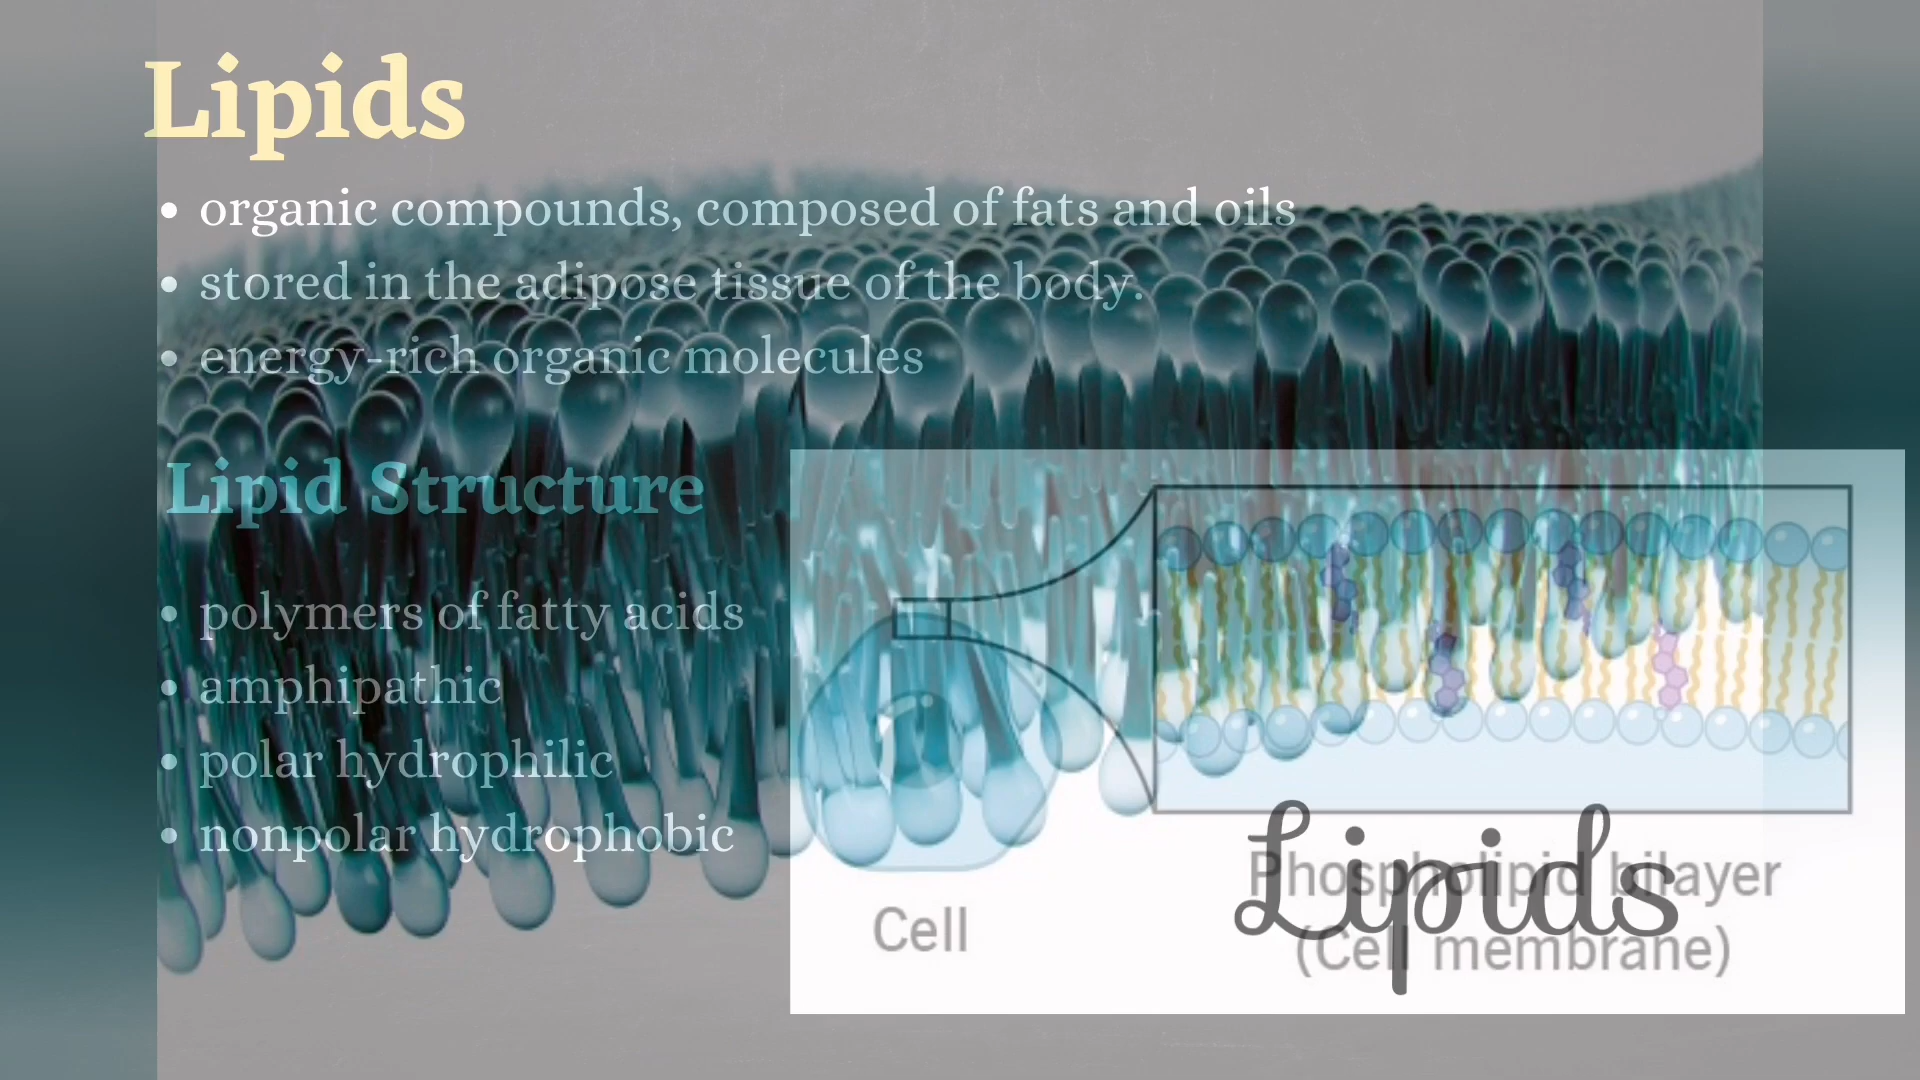 Lipids
• organic compounds, composed of fats and oils
• stored in the adipose tissue of the body.
• energy-rich organic molecules
Lipid Structure
• polymers of fatty acids
• amphipathic
• polar hydrophilic
• nonpolar hydrophobic
Cell
Phospholipid bilayer
(Cell membrane)
Lipids